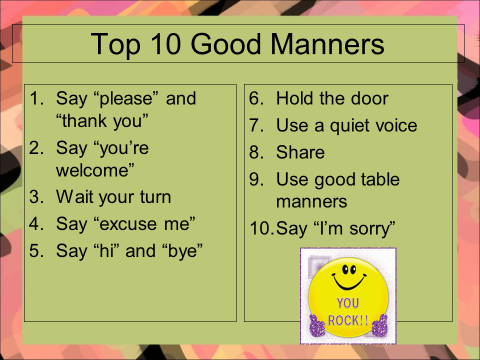 Top 10 Good Manners
1. Say “please” and
“thank you”
2. Say “you’re
welcome”
3. Wait your turn
4. Say “excuse me”
5. Say “hi” and “bye”
6. Hold the door
7. Use a quiet voice
8. Share
9. Use good table
manners
10.Say “I’m sorry”
YOU
ROCK!!